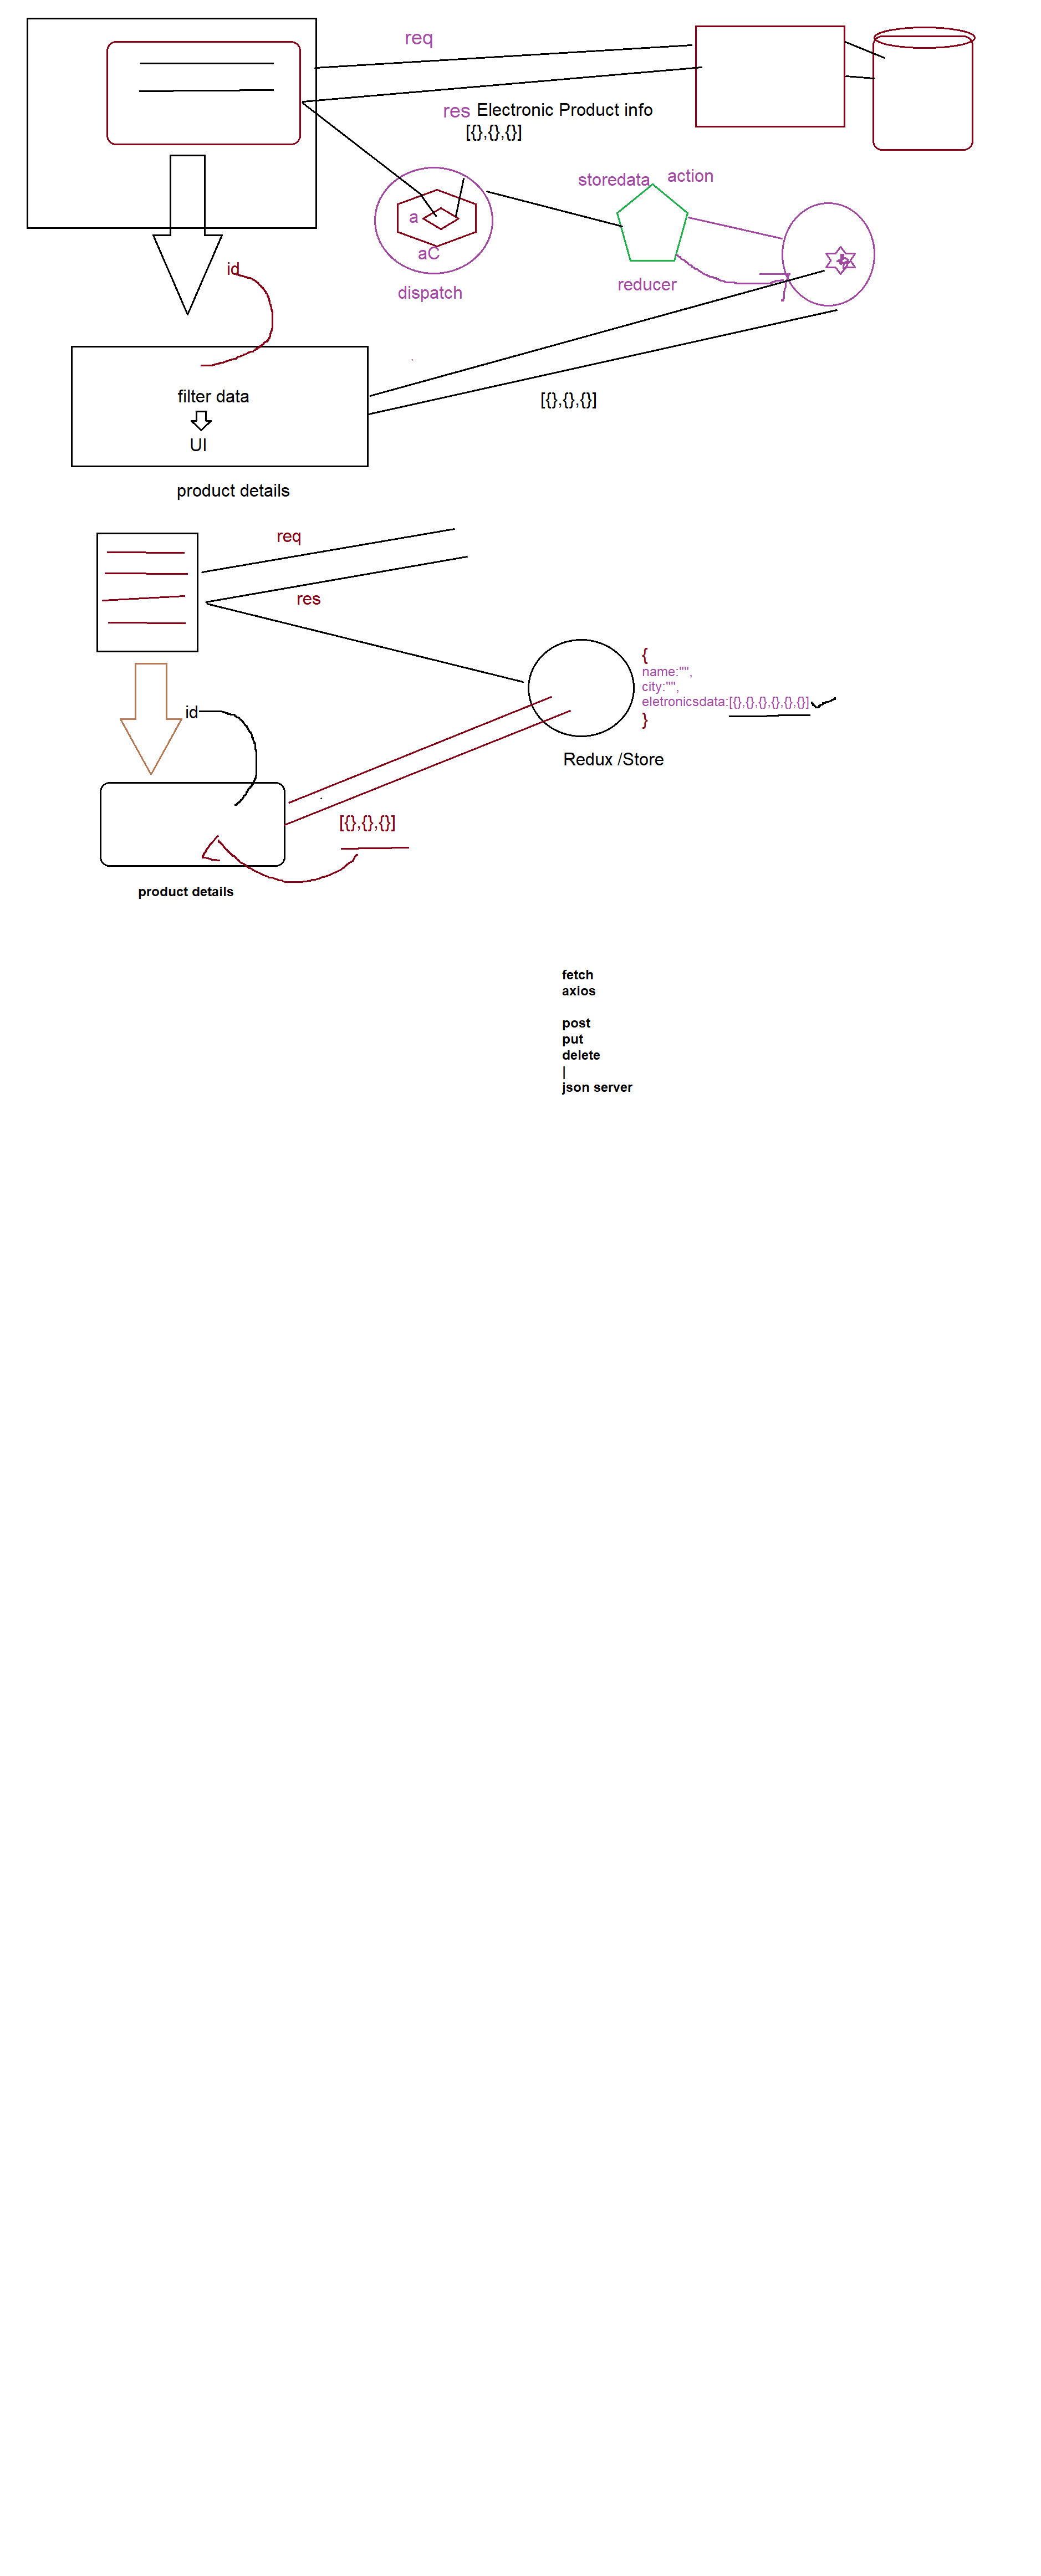 req
res Electronic Product info
[{},{},{}]
storedata action
a
aC
dispatch
reducer
id
filter data
UI
[{},{},{}]
product details
req
res
{
name:"",
city:"",
eletronicsdata:[{},{},{},{},{},{}]
}
id
Redux /Store
[{},{},{}]
product details
fetch
axios
post
put
delete
|
json server